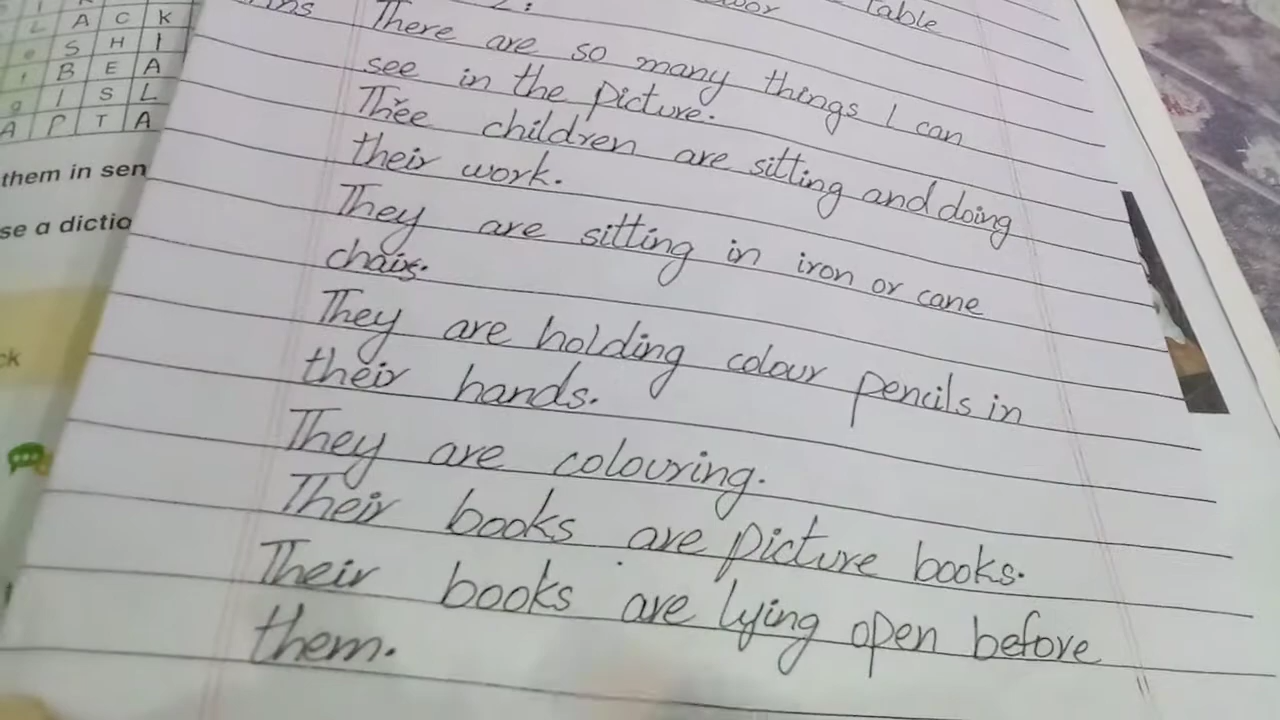 Table
There are so many things I can
see in the picture.
Thee children are sitting and doing
their work.
They are sitting in iron or cane
chairs.
They are holding colour pencils in
their hands.
They are colouring.
Their books are picture books.
Their books are lying open before
them.
L A C K
S H I
B E A
I S L
A P T A
them in sen
se a dictio
ck